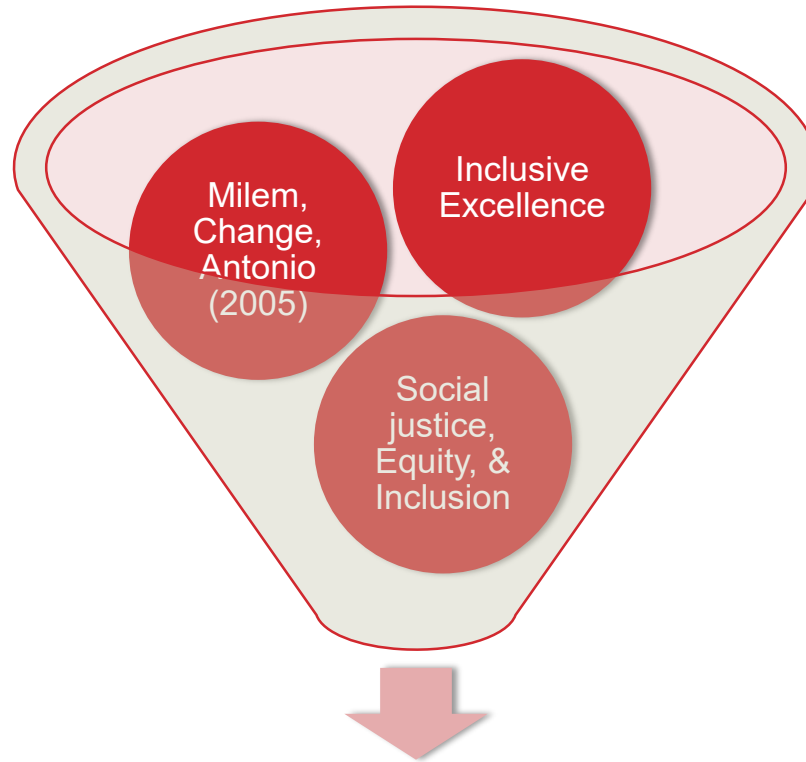 Milem,
Change,
Antonio
(2005)
Inclusive
Excellence
Social
justice,
Equity, &
Inclusion